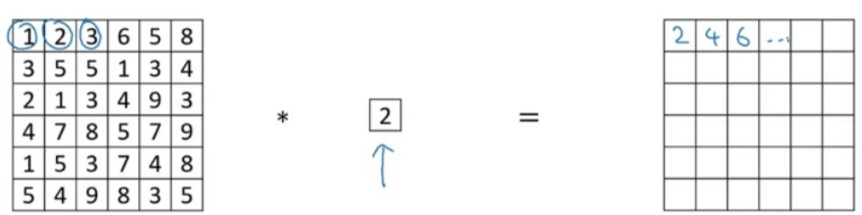 1 2 3 6 5 8
3 5 5 1 3 4
2 1 3 4 9 3
4 7 8 5 7 9
1 5 3 7 4 8
5 4 9 8 3 5
*
2
=
2 4 6 ...